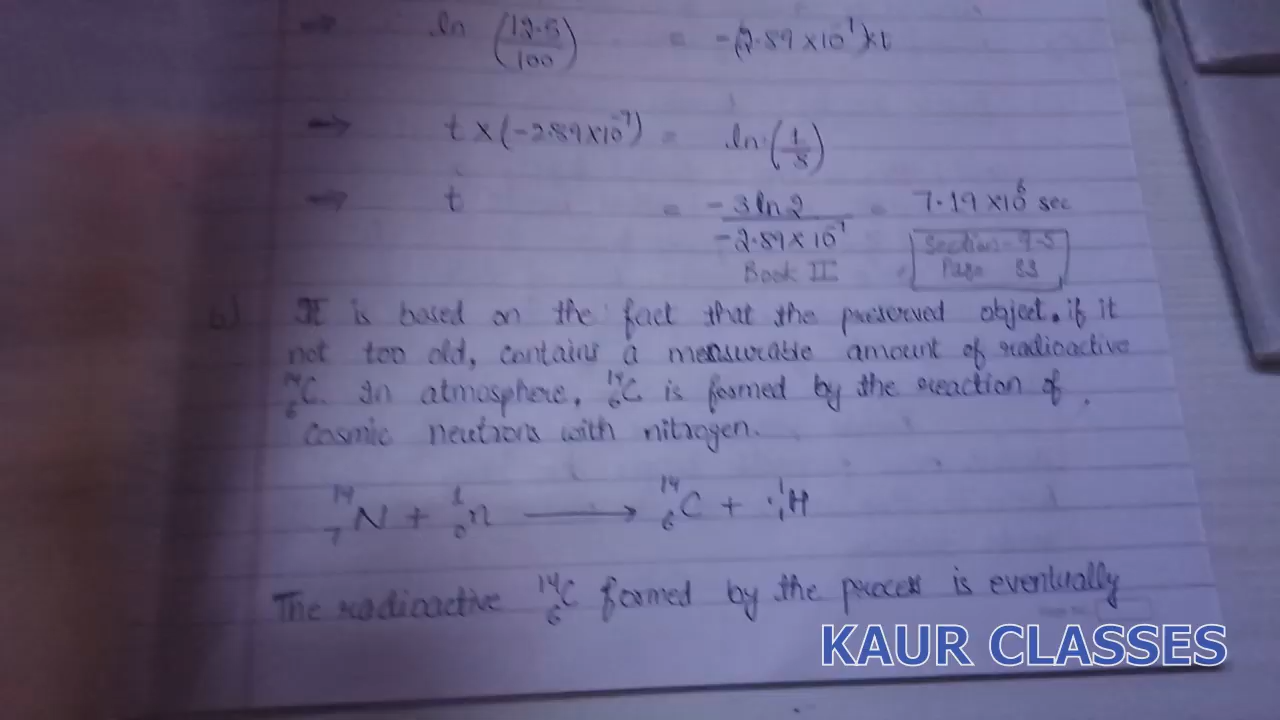 ⇒ ln (12.5/100) = -(2.89 × 10⁻⁷) × t
⇒ t × (-2.89 × 10⁻⁷) = ln (1/8)
⇒ t = -3 ln 2 / -2.89 × 10⁻⁷ = 7.19 × 10⁶ sec
Book II
Section-9.5
Page 33
b) It is based on the fact that the preserved object, if it
not too old, contains a measurable amount of radioactive
¹⁴₆C. In atmosphere, ¹⁴₆C is formed by the reaction of
cosmic neutrons with nitrogen.
¹⁴₇N + ¹₀n ⟶ ¹⁴₆C + ¹₁H
The radioactive ¹⁴₆C formed by the process is eventually
KAUR CLASSES